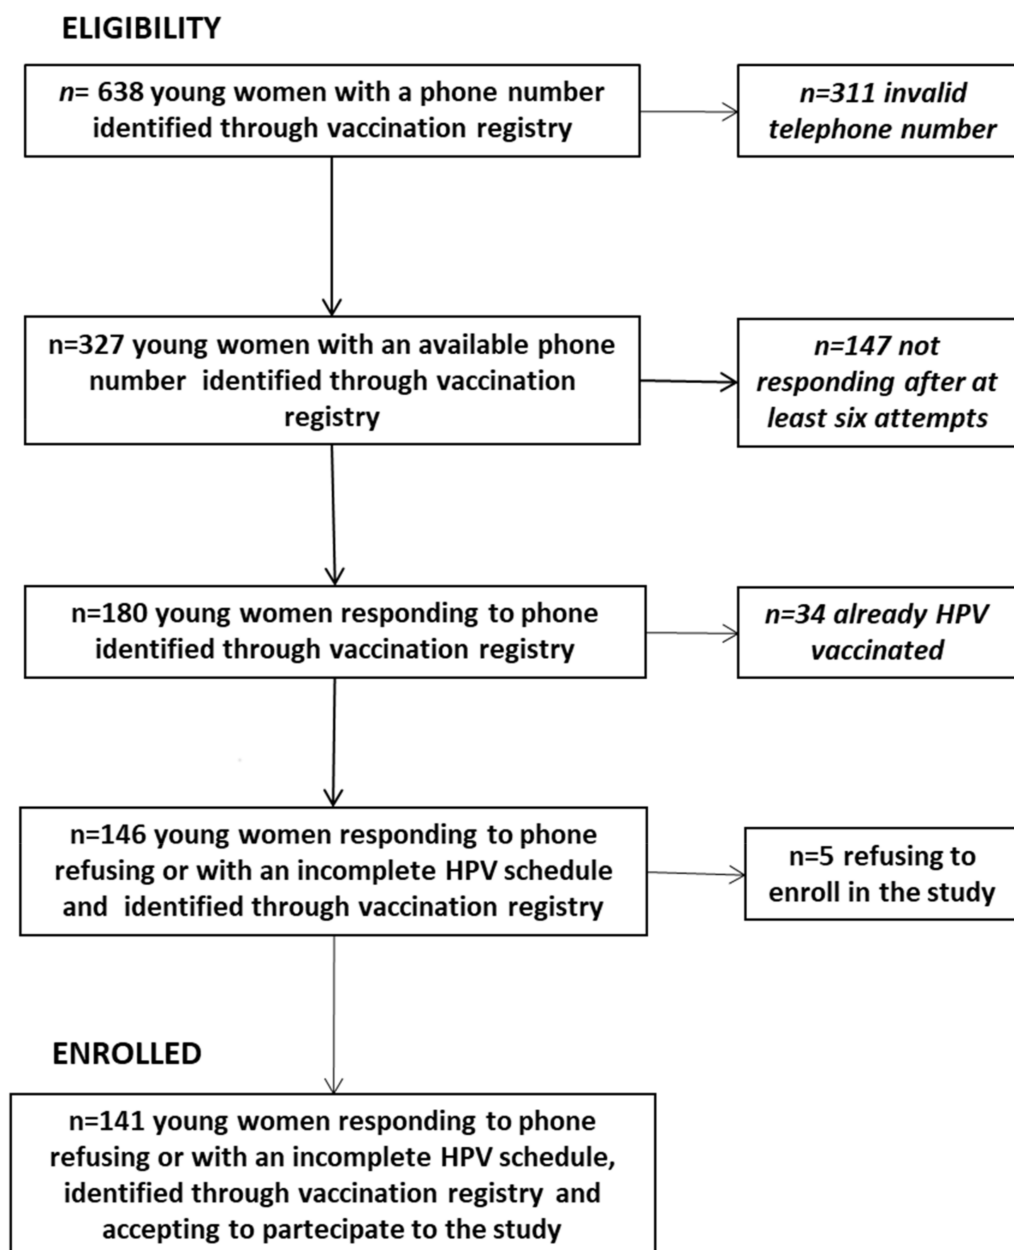 ELIGIBILITY
n= 638 young women with a phone number
identified through vaccination registry
n=311 invalid
telephone number
n=327 young women with an available phone
number identified through vaccination
registry
n=147 not
responding after at
least six attempts
n=180 young women responding to phone
identified through vaccination registry
n=34 already HPV
vaccinated
n=146 young women responding to phone
refusing or with an incomplete HPV schedule
and identified through vaccination registry
n=5 refusing to
enroll in the study
ENROLLED
n=141 young women responding to phone
refusing or with an incomplete HPV schedule,
identified through vaccination registry and
accepting to partecipate to the study